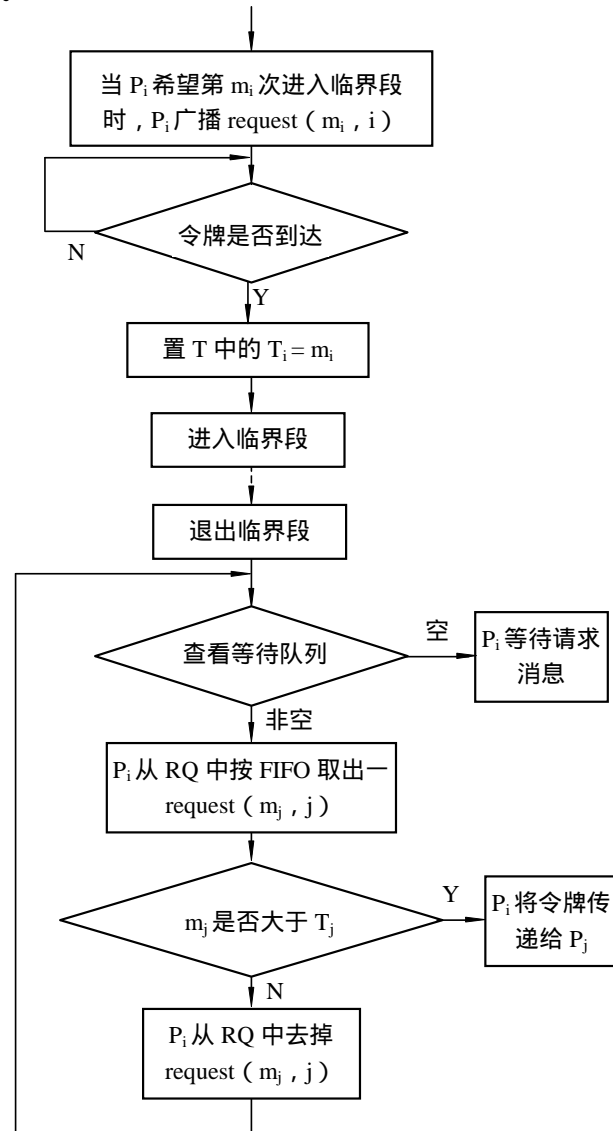 当 Pi 希望第 mi 次进入临界段
时，Pi 广播 request（mi，i）
令牌是否到达
N
Y
置 T 中的 Ti = mi
进入临界段
退出临界段
查看等待队列
空
Pi 等待请求
消息
非空
Pi 从 RQ 中按 FIFO 取出一
request（mj，j）
mj 是否大于 Tj
Y
Pi 将令牌传
递给 Pj
N
Pi 从 RQ 中去掉
request（mj，j）